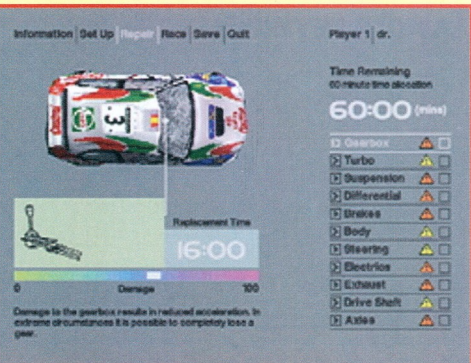 Information Set Up Repair Race Save Quit
Player 1 dr.
Time Remaining
60 minute time allocation
60:00 (mins)
Gearbox
Turbo
Suspension
Differential
Brakes
Body
Steering
Electrics
Exhaust
Drive Shaft
Axles
3
Replacement Time
16:00
0 Damage 100
Damage to the gearbox results in reduced acceleration. In
extreme circumstances it is possible to completely lose a
gear.